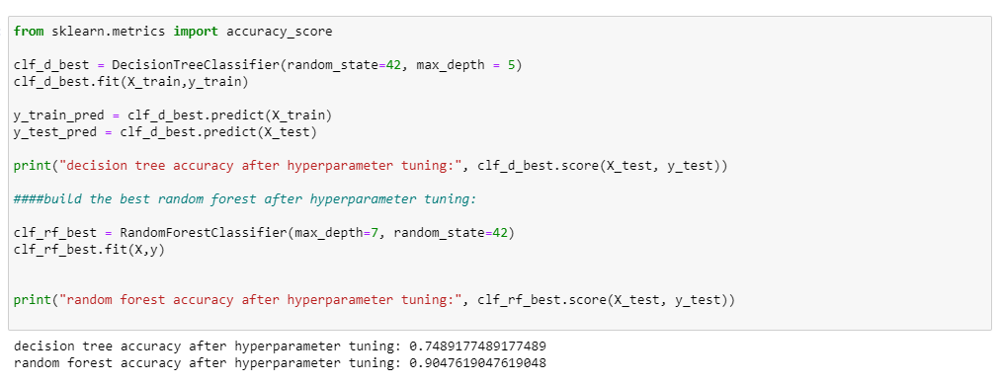 from sklearn.metrics import accuracy_score
clf_d_best = DecisionTreeClassifier(random_state=42, max_depth = 5)
clf_d_best.fit(X_train,y_train)
y_train_pred = clf_d_best.predict(X_train)
y_test_pred = clf_d_best.predict(X_test)
print("decision tree accuracy after hyperparameter tuning:", clf_d_best.score(X_test, y_test))
####build the best random forest after hyperparameter tuning:
clf_rf_best = RandomForestClassifier(max_depth=7, random_state=42)
clf_rf_best.fit(X,y)
print("random forest accuracy after hyperparameter tuning:", clf_rf_best.score(X_test, y_test))
decision tree accuracy after hyperparameter tuning: 0.7489177489177489
random forest accuracy after hyperparameter tuning: 0.9047619047619048